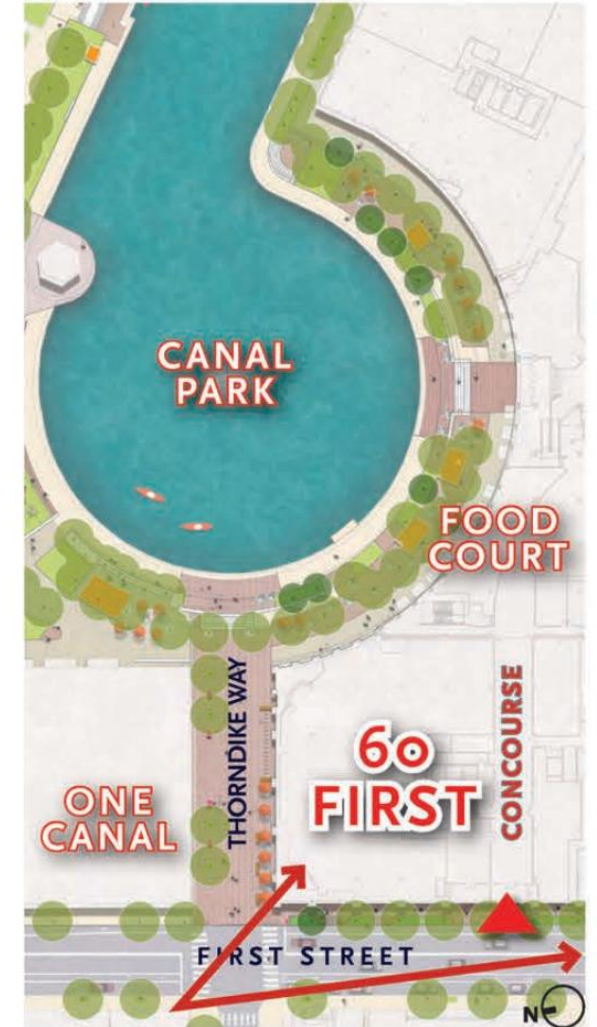 CANAL
PARK
FOOD
COURT
THORNDIKE WAY
60
FIRST
CONCOURSE
ONE
CANAL
FIRST STREET
N